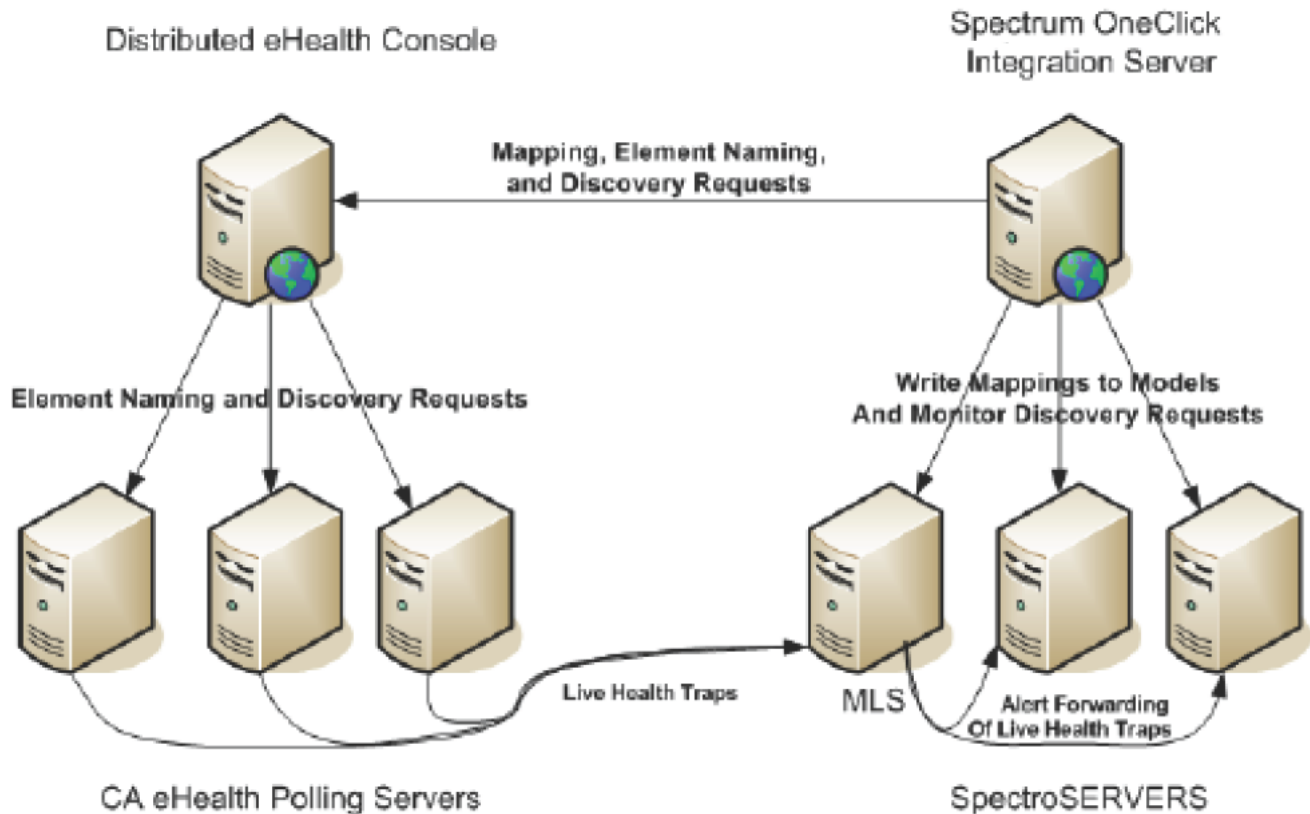 Distributed eHealth Console
Spectrum OneClick
Integration Server
Mapping, Element Naming,
and Discovery Requests
Element Naming and Discovery Requests
Write Mappings to Models
And Monitor Discovery Requests
Live Health Traps
MLS
Alert Forwarding
Of Live Health Traps
CA eHealth Polling Servers
SpectroSERVERS